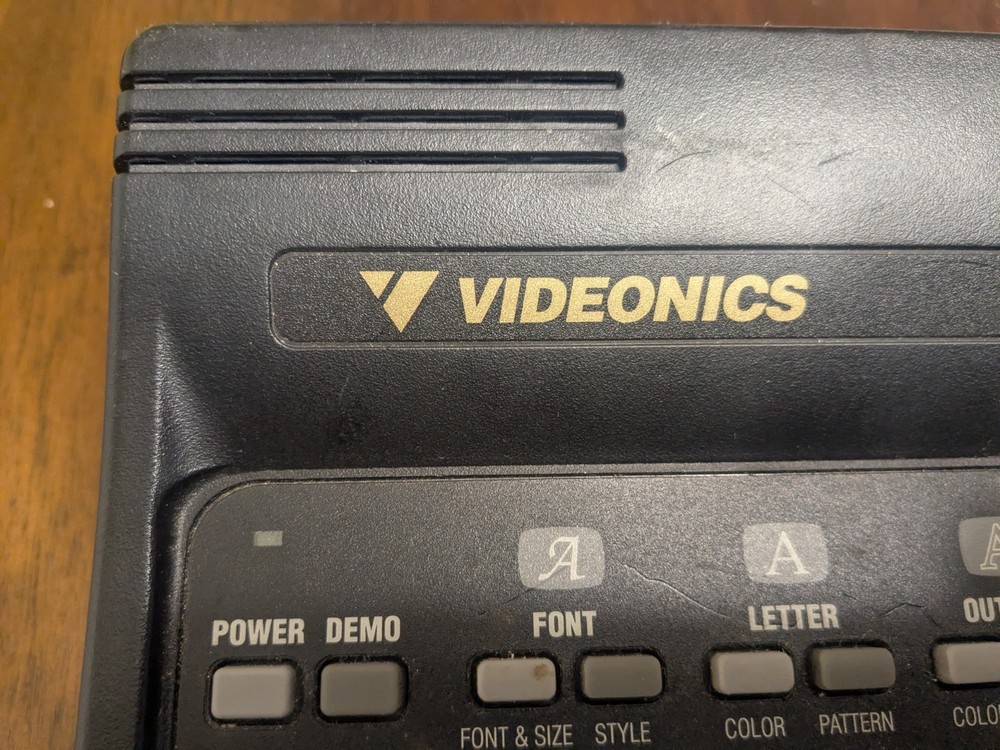 VIDEONICS
A A
POWER DEMO FONT LETTER
FONT & SIZE STYLE COLOR PATTERN